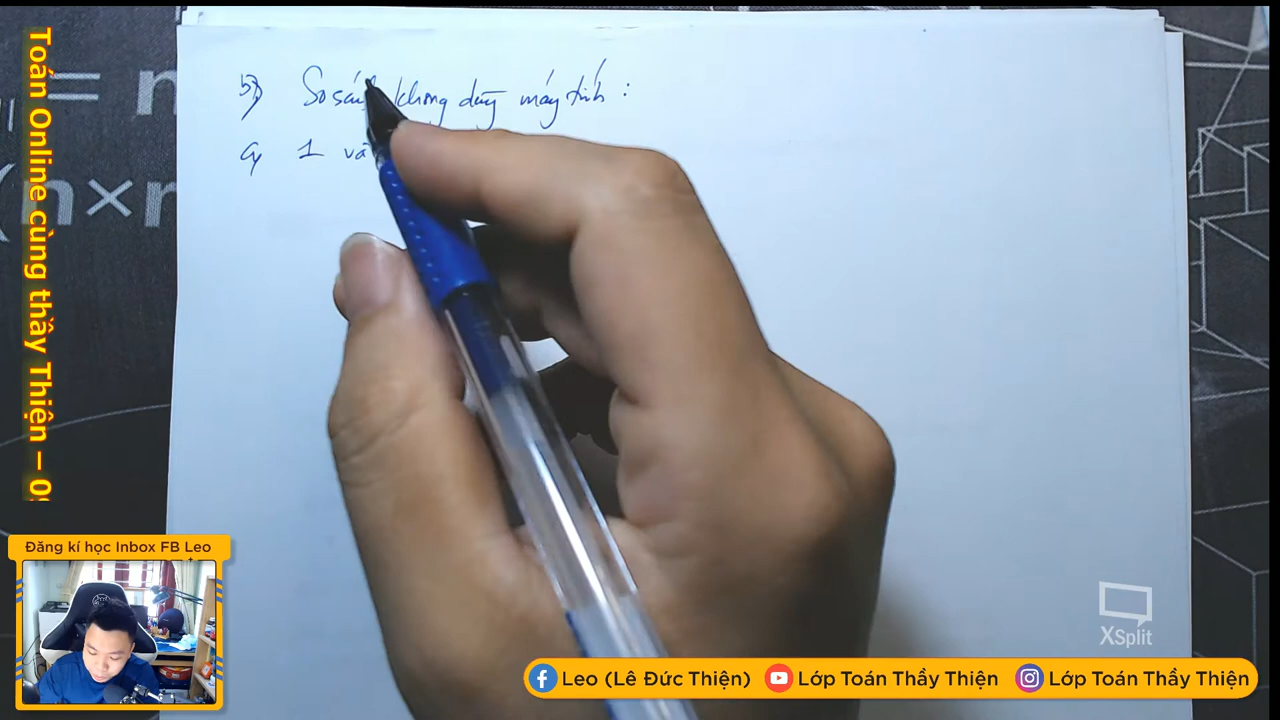 Toán Online cùng thầy Thiện – 09
5) So sánh không dùng máy tính :
a) 1 và
= n
(n×n
Đăng kí học Inbox FB Leo
XSplit
Leo (Lê Đức Thiện) Lớp Toán Thầy Thiện Lớp Toán Thầy Thiện